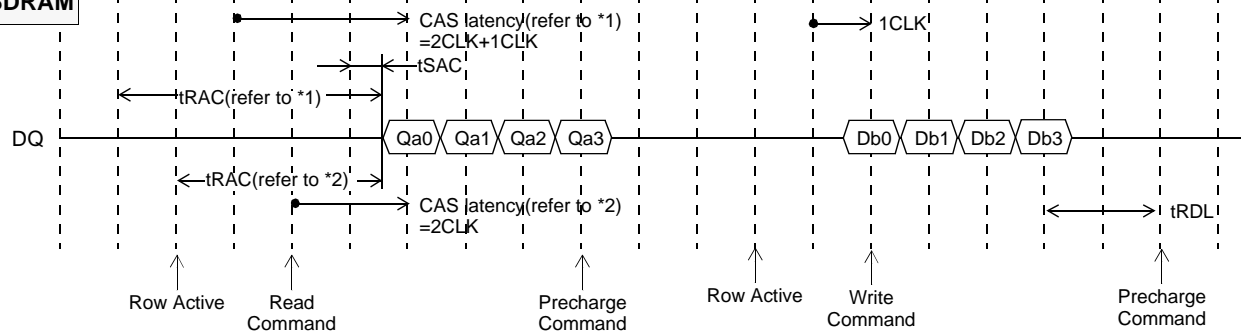 SDRAM
CAS latency(refer to *1)
=2CLK+1CLK
1CLK
tSAC
tRAC(refer to *1)
DQ
Qa0 Qa1 Qa2 Qa3
Db0 Db1 Db2 Db3
tRAC(refer to *2)
CAS latency(refer to *2)
=2CLK
tRDL
Row Active
Read
Command
Precharge
Command
Row Active
Write
Command
Precharge
Command